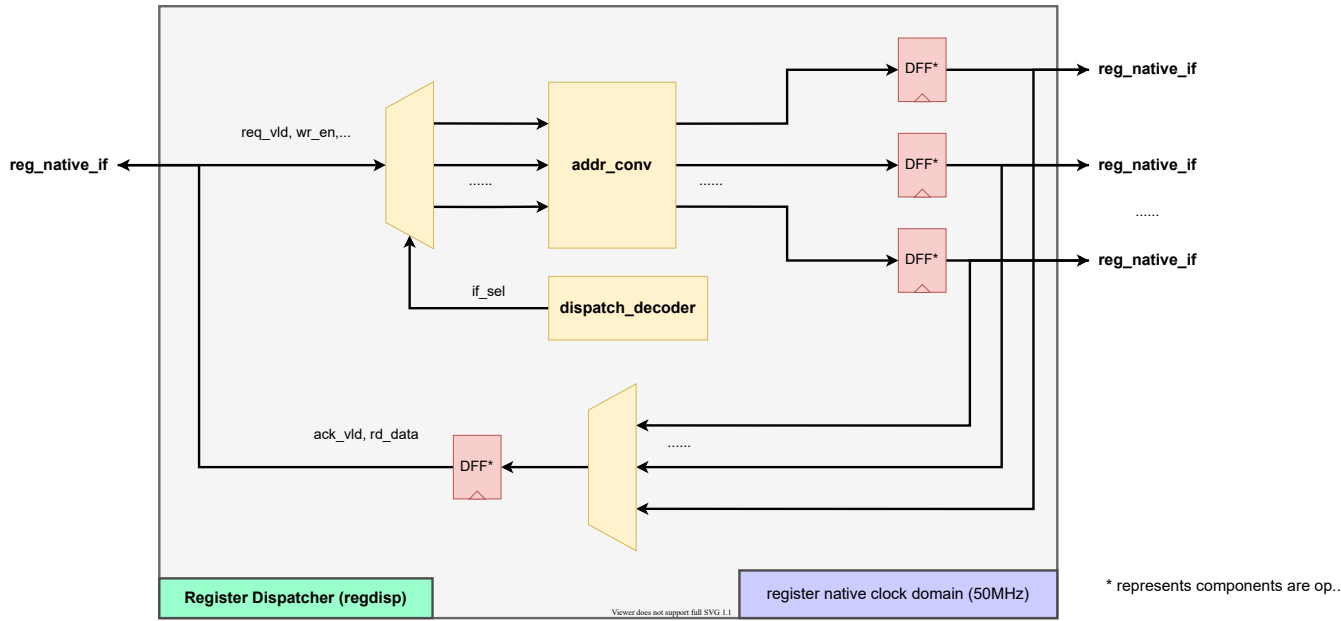 DFF*
reg_native_if
req_vld, wr_en,...
reg_native_if
addr_conv
DFF*
reg_native_if
......
......
......
DFF*
reg_native_if
if_sel
dispatch_decoder
ack_vld, rd_data
......
DFF*
Register Dispatcher (regdisp)
register native clock domain (50MHz)
* represents components are op..
Viewer does not support full SVG 1.1